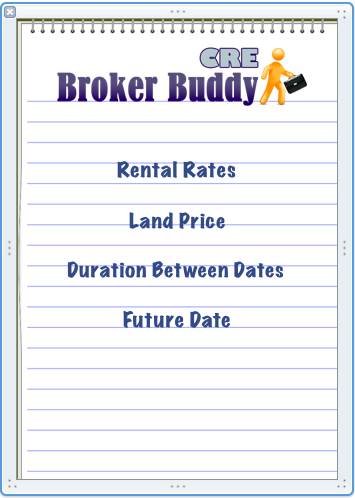 CRE
Broker Buddy
Rental Rates
Land Price
Duration Between Dates
Future Date